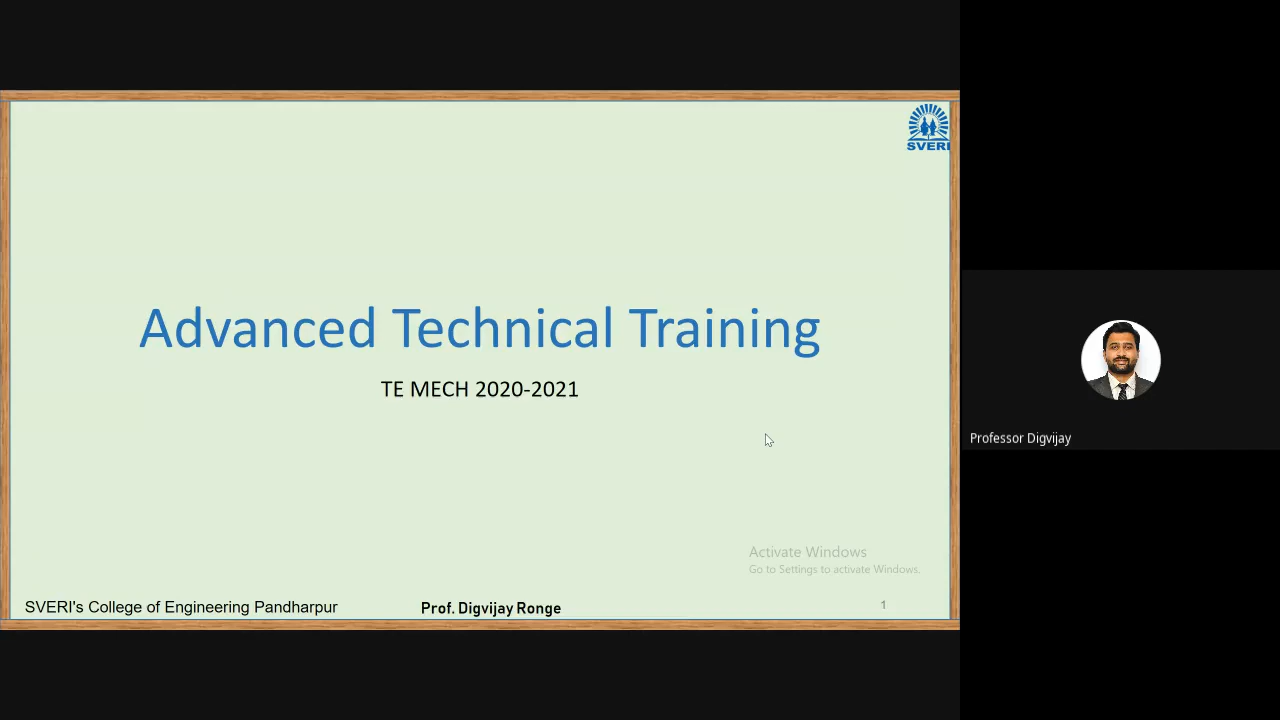 SVERI
Advanced Technical Training
TE MECH 2020-2021
Professor Digvijay
Activate Windows
Go to Settings to activate Windows.
SVERI's College of Engineering Pandharpur
Prof. Digvijay Ronge
1